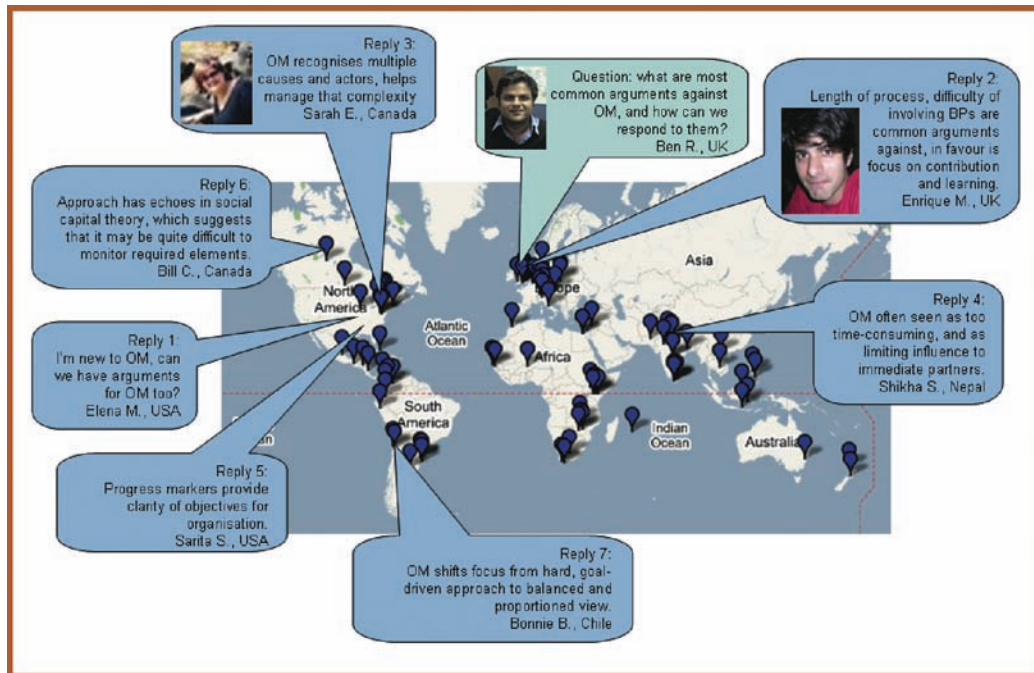 Reply 3:
OM recognises multiple
causes and actors, helps
manage that complexity
Sarah E., Canada
Question: what are most
common arguments against
OM, and how can we
respond to them?
Ben R., UK
Reply 2:
Length of process, difficulty of
involving BPs are
common arguments
against, in favour is
focus on contribution
and learning.
Enrique M., UK
Reply 6:
Approach has echoes in social
capital theory, which suggests
that it may be quite difficult to
monitor required elements.
Bill C., Canada
Asia
North
America
Europe
Reply 4:
OM often seen as too
time-consuming, and as
limiting influence to
immediate partners.
Shikha S., Nepal
Atlantic
Ocean
Africa
Reply 1:
I'm new to OM, can
we have arguments
for OM too?
Elena M., USA
South
America
Indian
Ocean
Australia
Reply 5:
Progress markers provide
clarity of objectives for
organisation.
Sarita S., USA
Reply 7:
OM shifts focus from hard, goal-
driven approach to balanced and
proportioned view.
Bonnie B., Chile